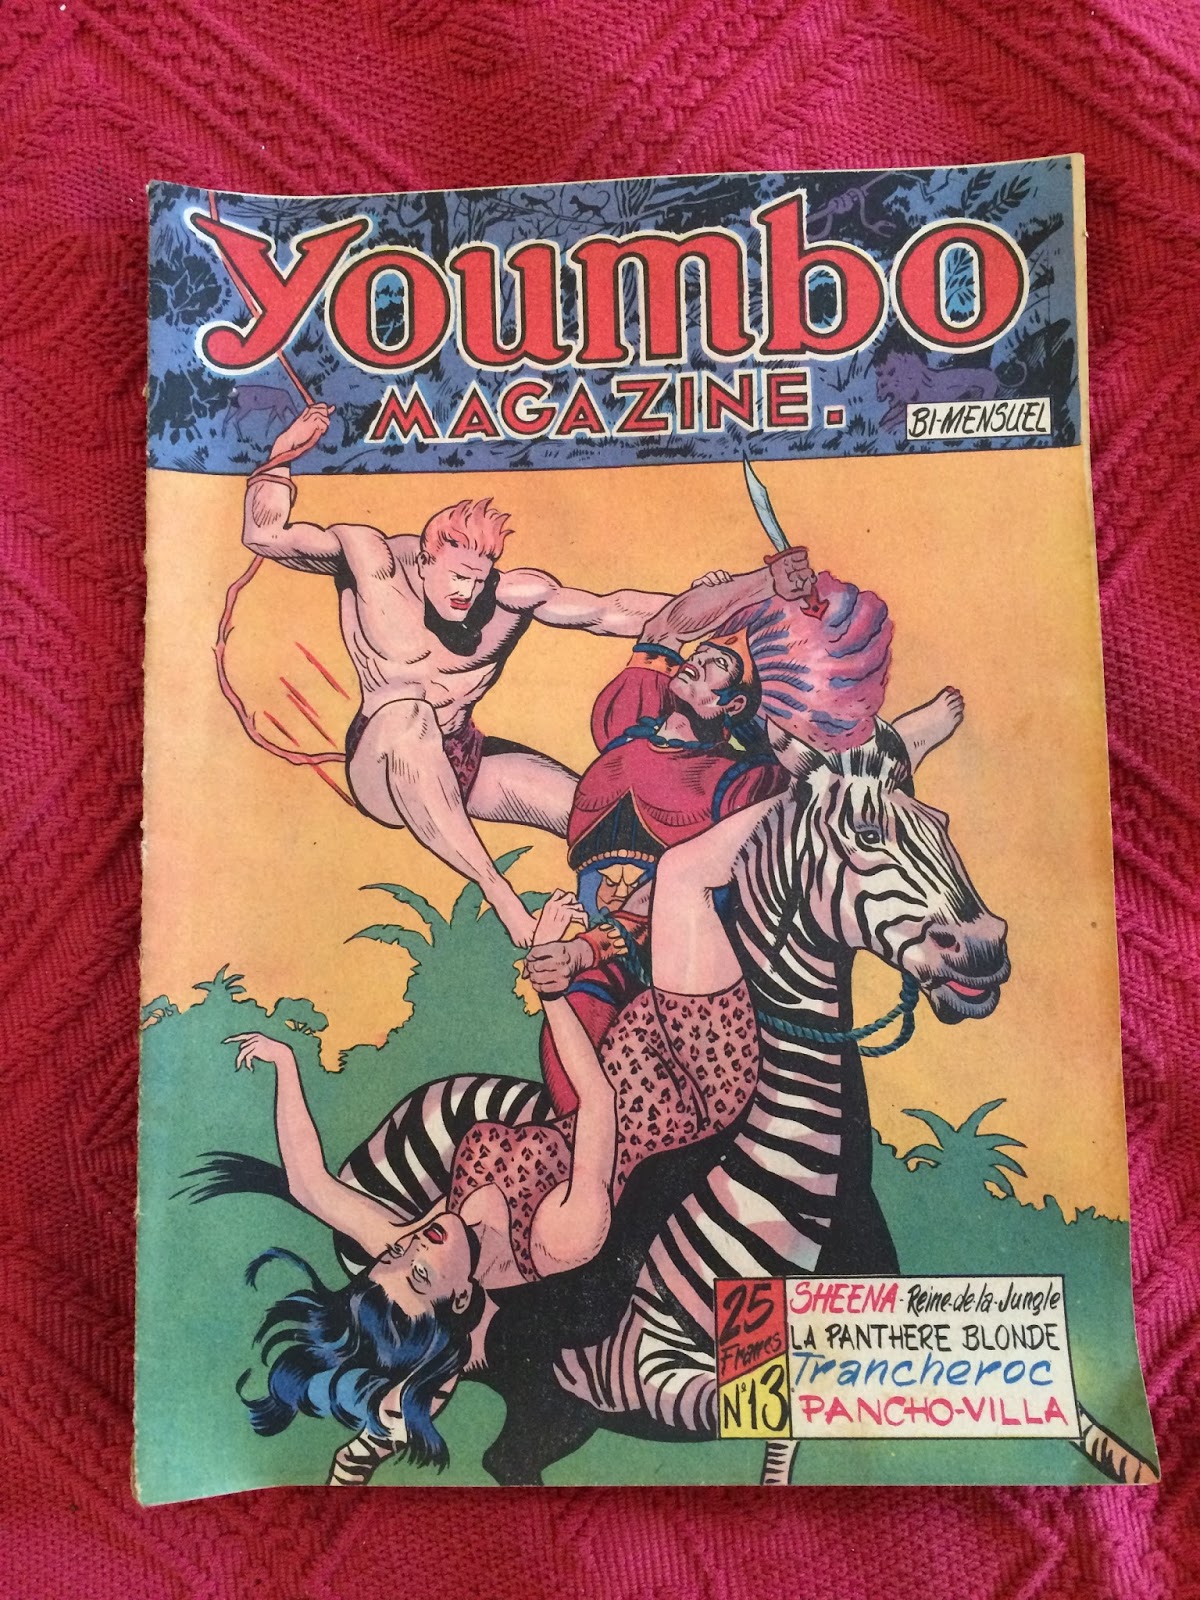 Youmbo
MAGAZINE.
BI-MENSUEL
25
Francs
N°13
SHEENA - Reine-de-la-Jungle
LA PANTHERE BLONDE
Trancheroc
PANCHO-VILLA